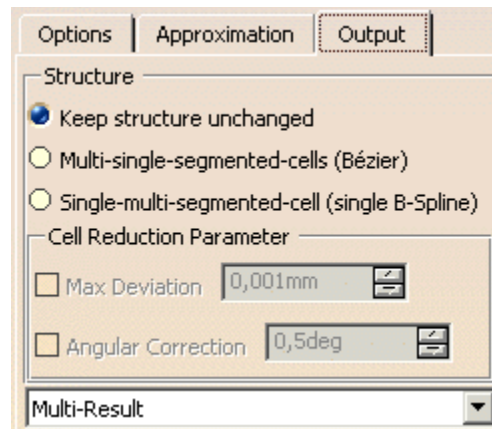 Options Approximation Output
Structure
Keep structure unchanged
Multi-single-segmented-cells (Bézier)
Single-multi-segmented-cell (single B-Spline)
Cell Reduction Parameter
Max Deviation 0,001mm
Angular Correction 0,5deg
Multi-Result